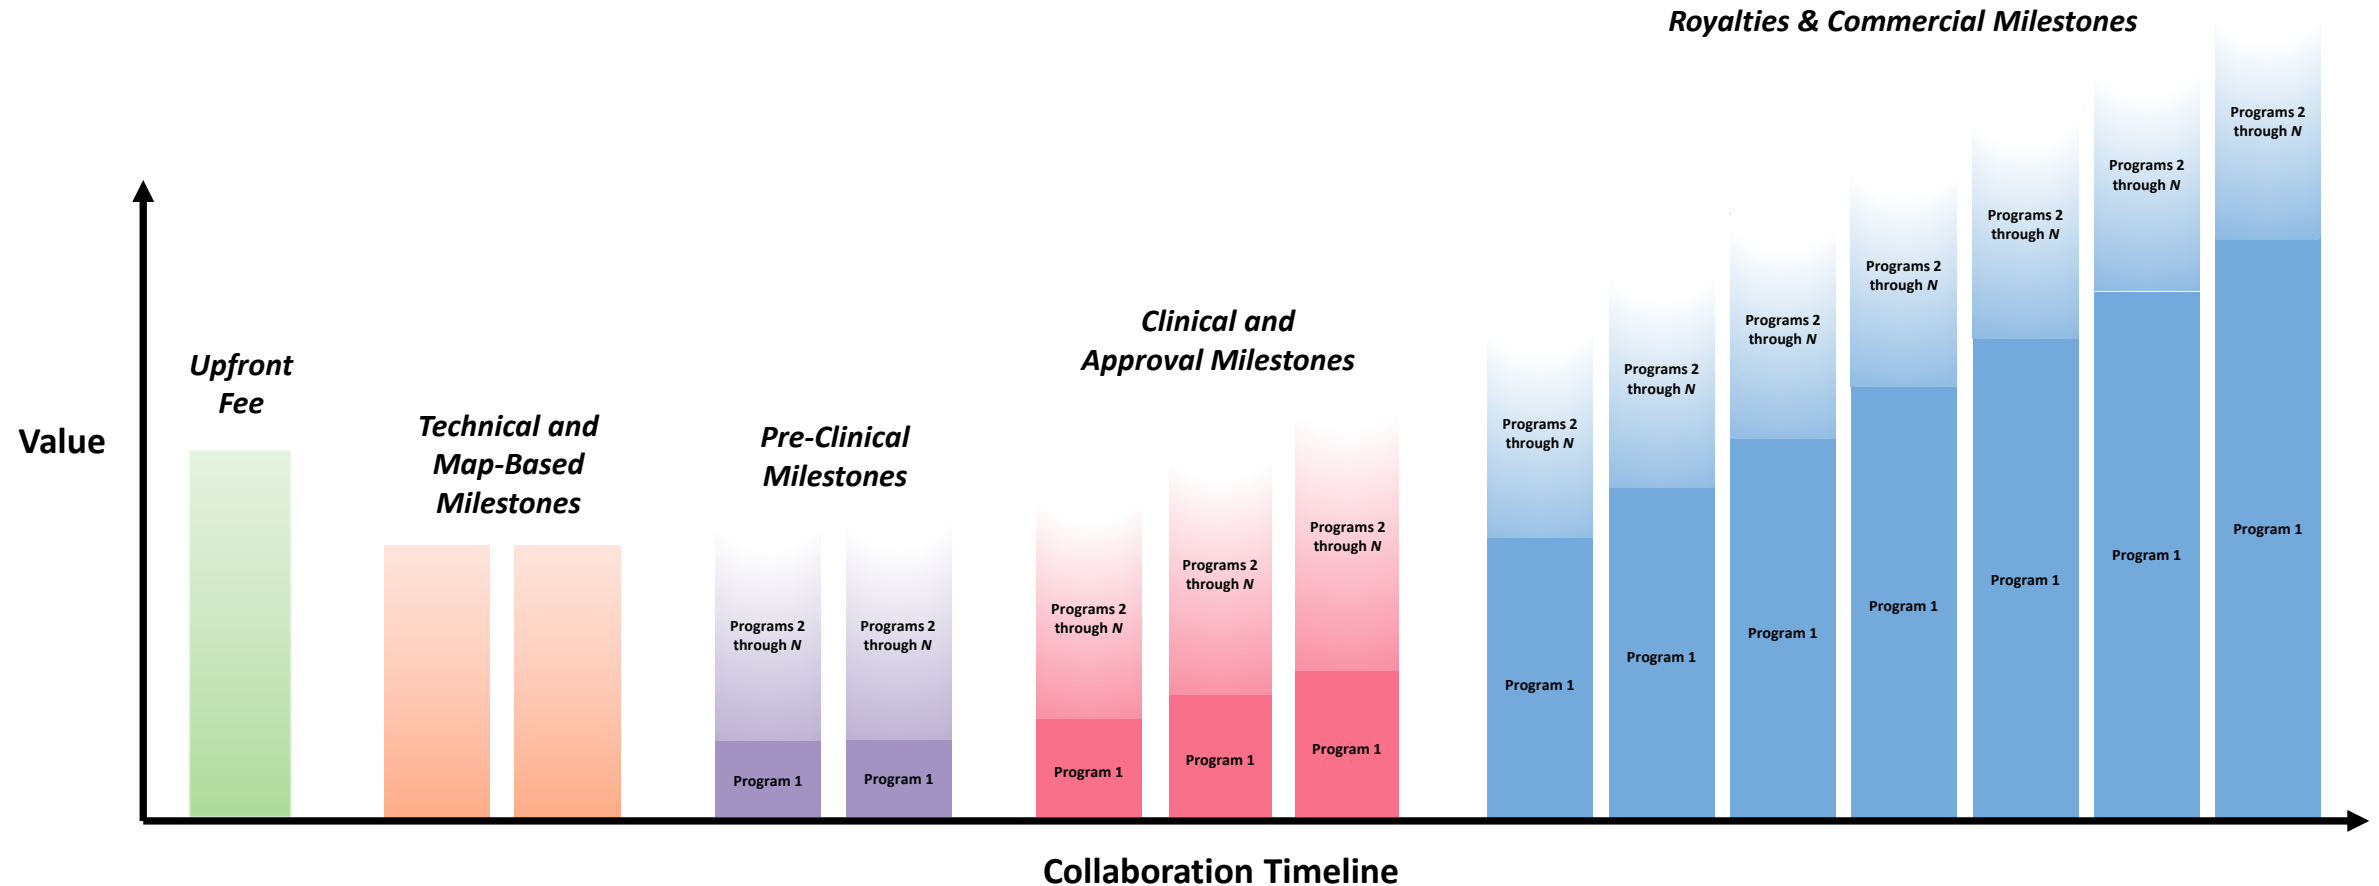 Royalties & Commercial Milestones
Clinical and
Approval Milestones
Upfront
Fee
Technical and
Map-Based
Milestones
Pre-Clinical
Milestones
Value
Programs 2
through N
Program 1
Programs 2
through N
Program 1
Programs 2
through N
Program 1
Programs 2
through N
Program 1
Programs 2
through N
Program 1
Programs 2
through N
Program 1
Programs 2
through N
Program 1
Programs 2
through N
Program 1
Programs 2
through N
Program 1
Programs 2
through N
Program 1
Programs 2
through N
Program 1
Programs 2
through N
Program 1
Collaboration Timeline